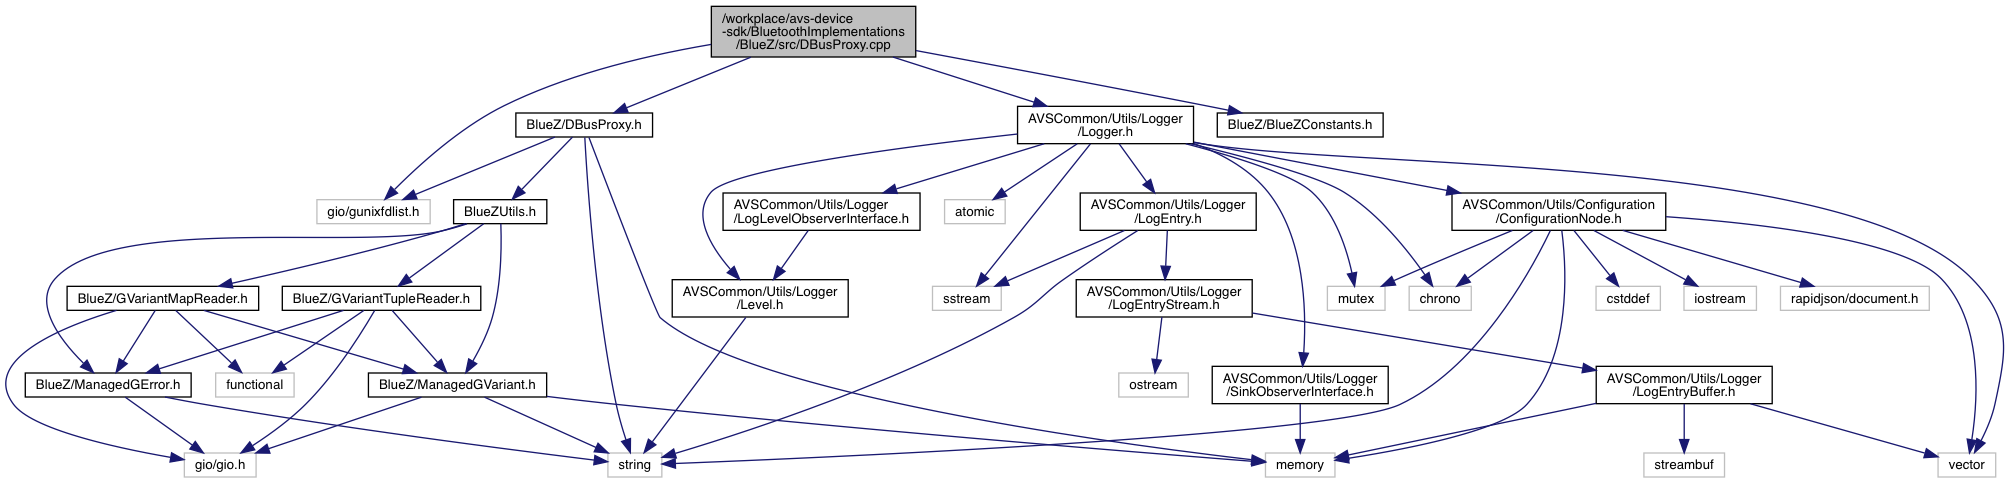 /workplace/avs-device
-sdk/BluetoothImplementations
/BlueZ/src/DBusProxy.cpp
BlueZ/DBusProxy.h
AVSCommon/Utils/Logger
/Logger.h
BlueZ/BlueZConstants.h
gio/gunixfdlist.h
BlueZUtils.h
AVSCommon/Utils/Logger
/LogLevelObserverInterface.h
atomic
AVSCommon/Utils/Logger
/LogEntry.h
AVSCommon/Utils/Configuration
/ConfigurationNode.h
BlueZ/GVariantMapReader.h
BlueZ/GVariantTupleReader.h
AVSCommon/Utils/Logger
/Level.h
sstream
AVSCommon/Utils/Logger
/LogEntryStream.h
mutex
chrono
cstddef
iostream
rapidjson/document.h
BlueZ/ManagedGError.h
functional
BlueZ/ManagedGVariant.h
ostream
AVSCommon/Utils/Logger
/SinkObserverInterface.h
AVSCommon/Utils/Logger
/LogEntryBuffer.h
gio/gio.h
string
memory
streambuf
vector